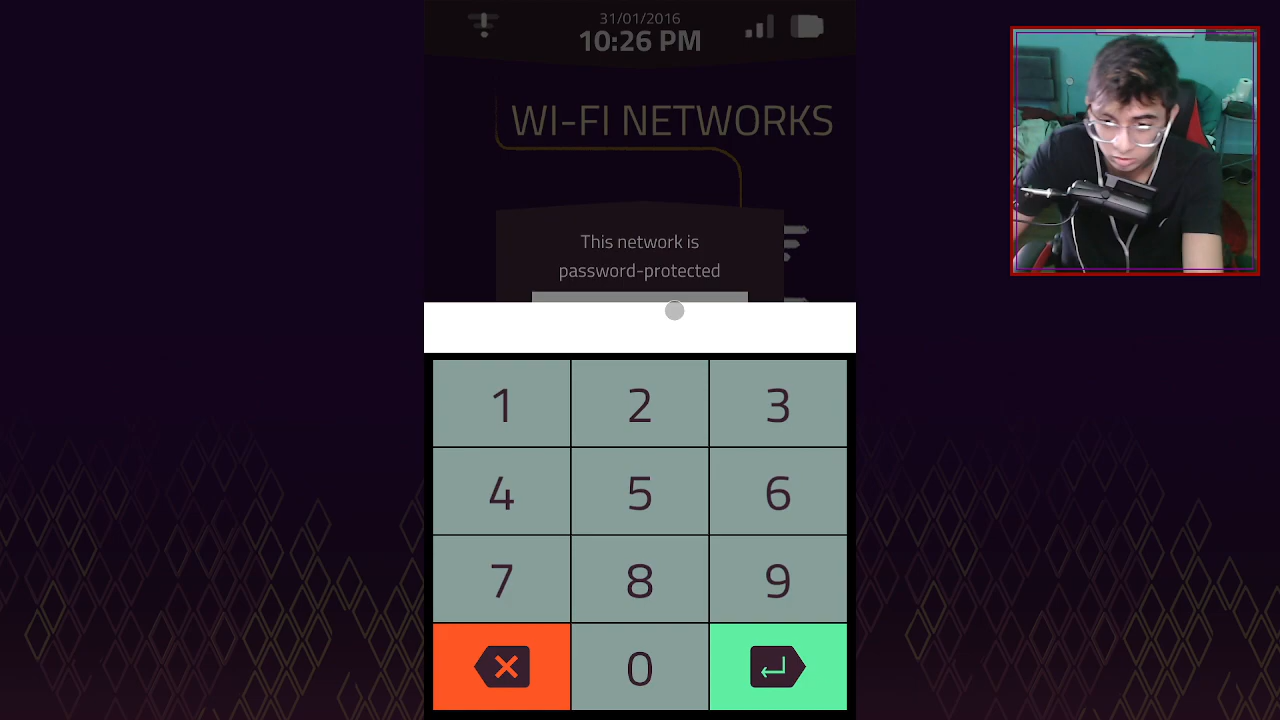 31/01/2016
10:26 PM
WI-FI NETWORKS
This network is
password-protected
1 2 3
4 5 6
7 8 9
0